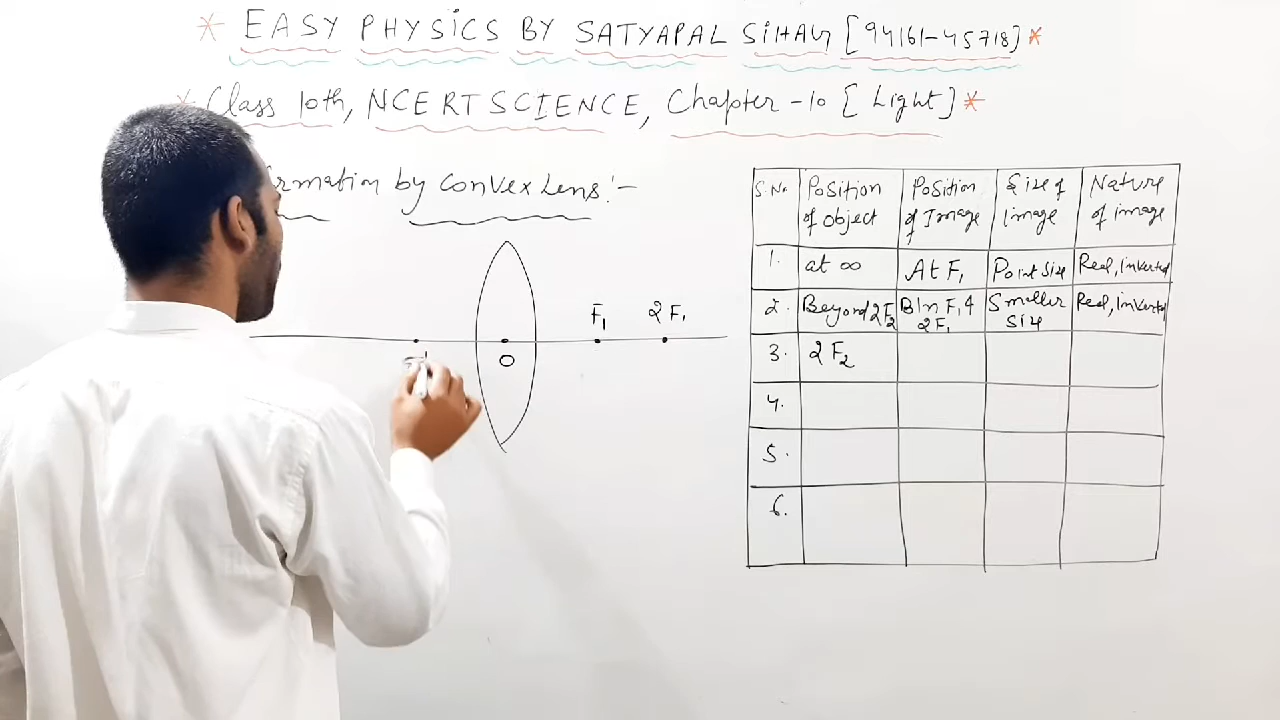 * EASY PHYSICS BY SATYAPAL SIHAG [94161-45718] *
* Class 10th, NCERT SCIENCE, Chapter -10 [Light] *
rmation by Convex Lens :-
F1 2F1
O
S.No Position of object Position of Image Size of image Nature of image
1. at ∞ At F1 Point size Real, inverted
2. Beyond 2F2 B/n F1 & 2F1 Smaller size Real, inverted
3. 2F2
4.
5.
6.